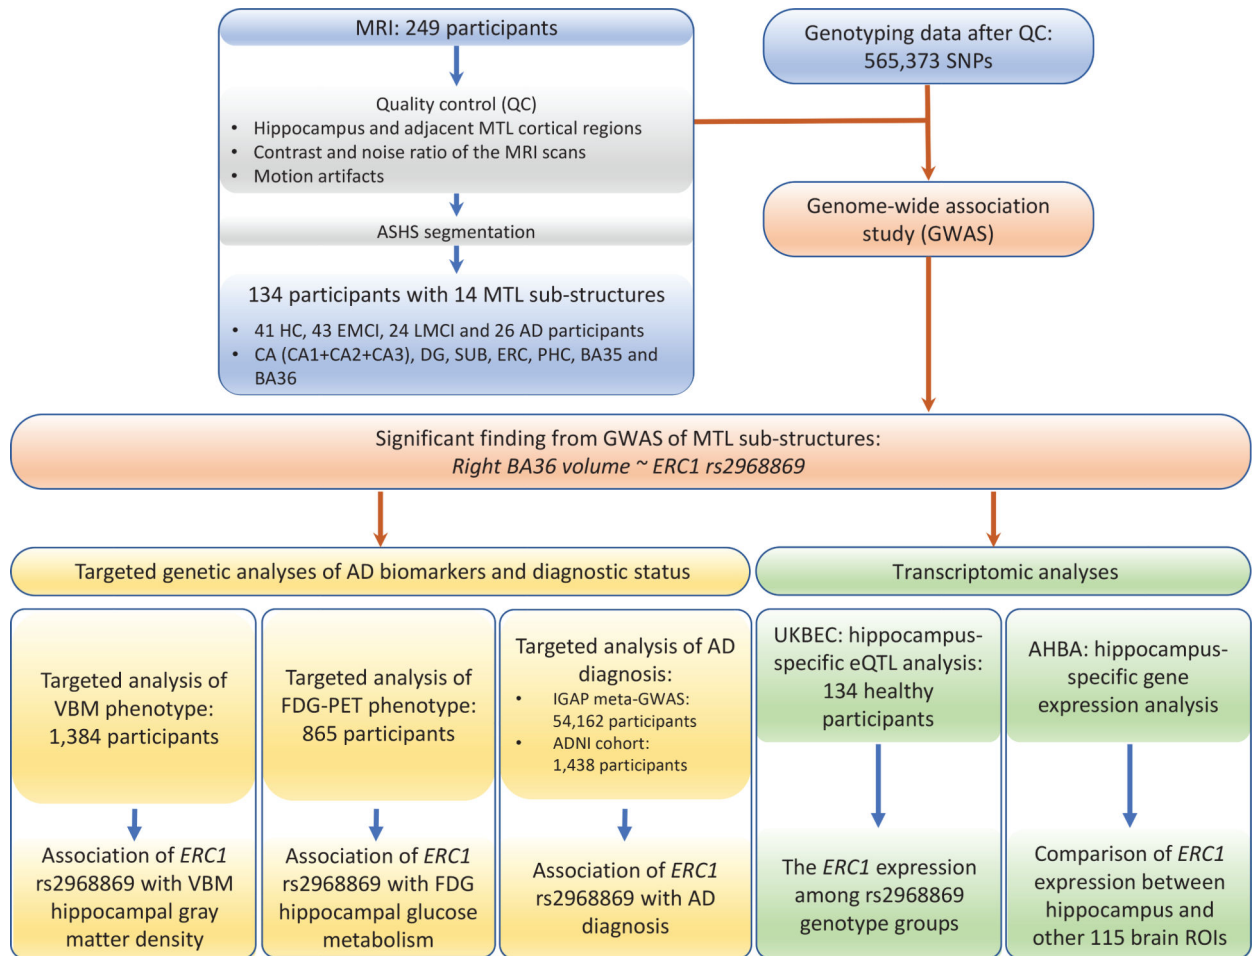 MRI: 249 participants
Quality control (QC)
• Hippocampus and adjacent MTL cortical regions
• Contrast and noise ratio of the MRI scans
• Motion artifacts
ASHS segmentation
134 participants with 14 MTL sub-structures
• 41 HC, 43 EMCI, 24 LMCI and 26 AD participants
• CA (CA1+CA2+CA3), DG, SUB, ERC, PHC, BA35 and
BA36
Genotyping data after QC:
565,373 SNPs
Genome-wide association
study (GWAS)
Significant finding from GWAS of MTL sub-structures:
Right BA36 volume ~ ERC1 rs2968869
Targeted genetic analyses of AD biomarkers and diagnostic status
Targeted analysis of
VBM phenotype:
1,384 participants
Association of ERC1
rs2968869 with VBM
hippocampal gray
matter density
Targeted analysis of
FDG-PET phenotype:
865 participants
Association of ERC1
rs2968869 with FDG
hippocampal glucose
metabolism
Targeted analysis of AD
diagnosis:
• IGAP meta-GWAS:
54,162 participants
• ADNI cohort:
1,438 participants
Association of ERC1
rs2968869 with AD
diagnosis
Transcriptomic analyses
UKBEC: hippocampus-
specific eQTL analysis:
134 healthy
participants
The ERC1 expression
among rs2968869
genotype groups
AHBA: hippocampus-
specific gene
expression analysis
Comparison of ERC1
expression between
hippocampus and
other 115 brain ROIs